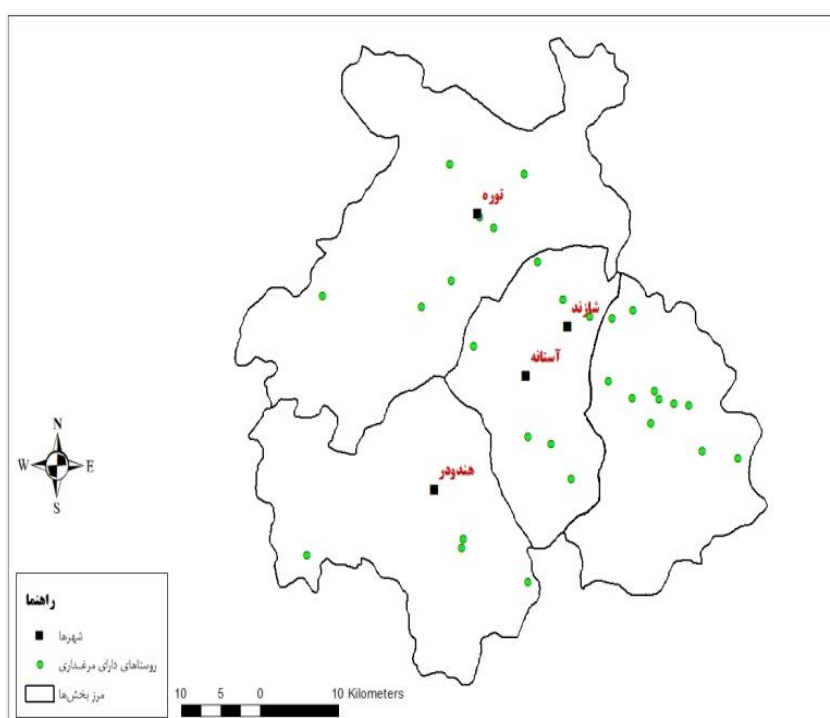 توره
شازند
آستانه
هندودر
N
W E
S
راهنما
شهرها
روستاهای دارای مرغداری
مرز بخش‌ها
10 5 0 10 Kilometers